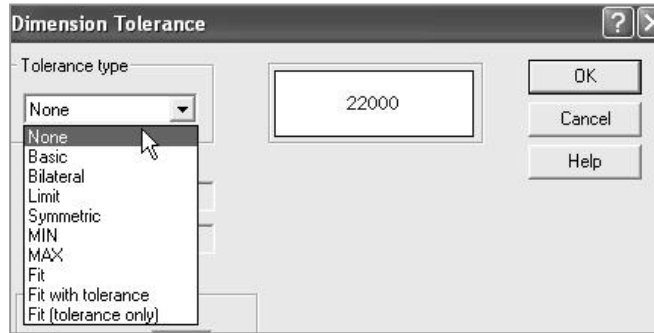 Dimension Tolerance
?
Tolerance type
None
22000
OK
Cancel
Help
None
Basic
Bilateral
Limit
Symmetric
MIN
MAX
Fit
Fit with tolerance
Fit (tolerance only)